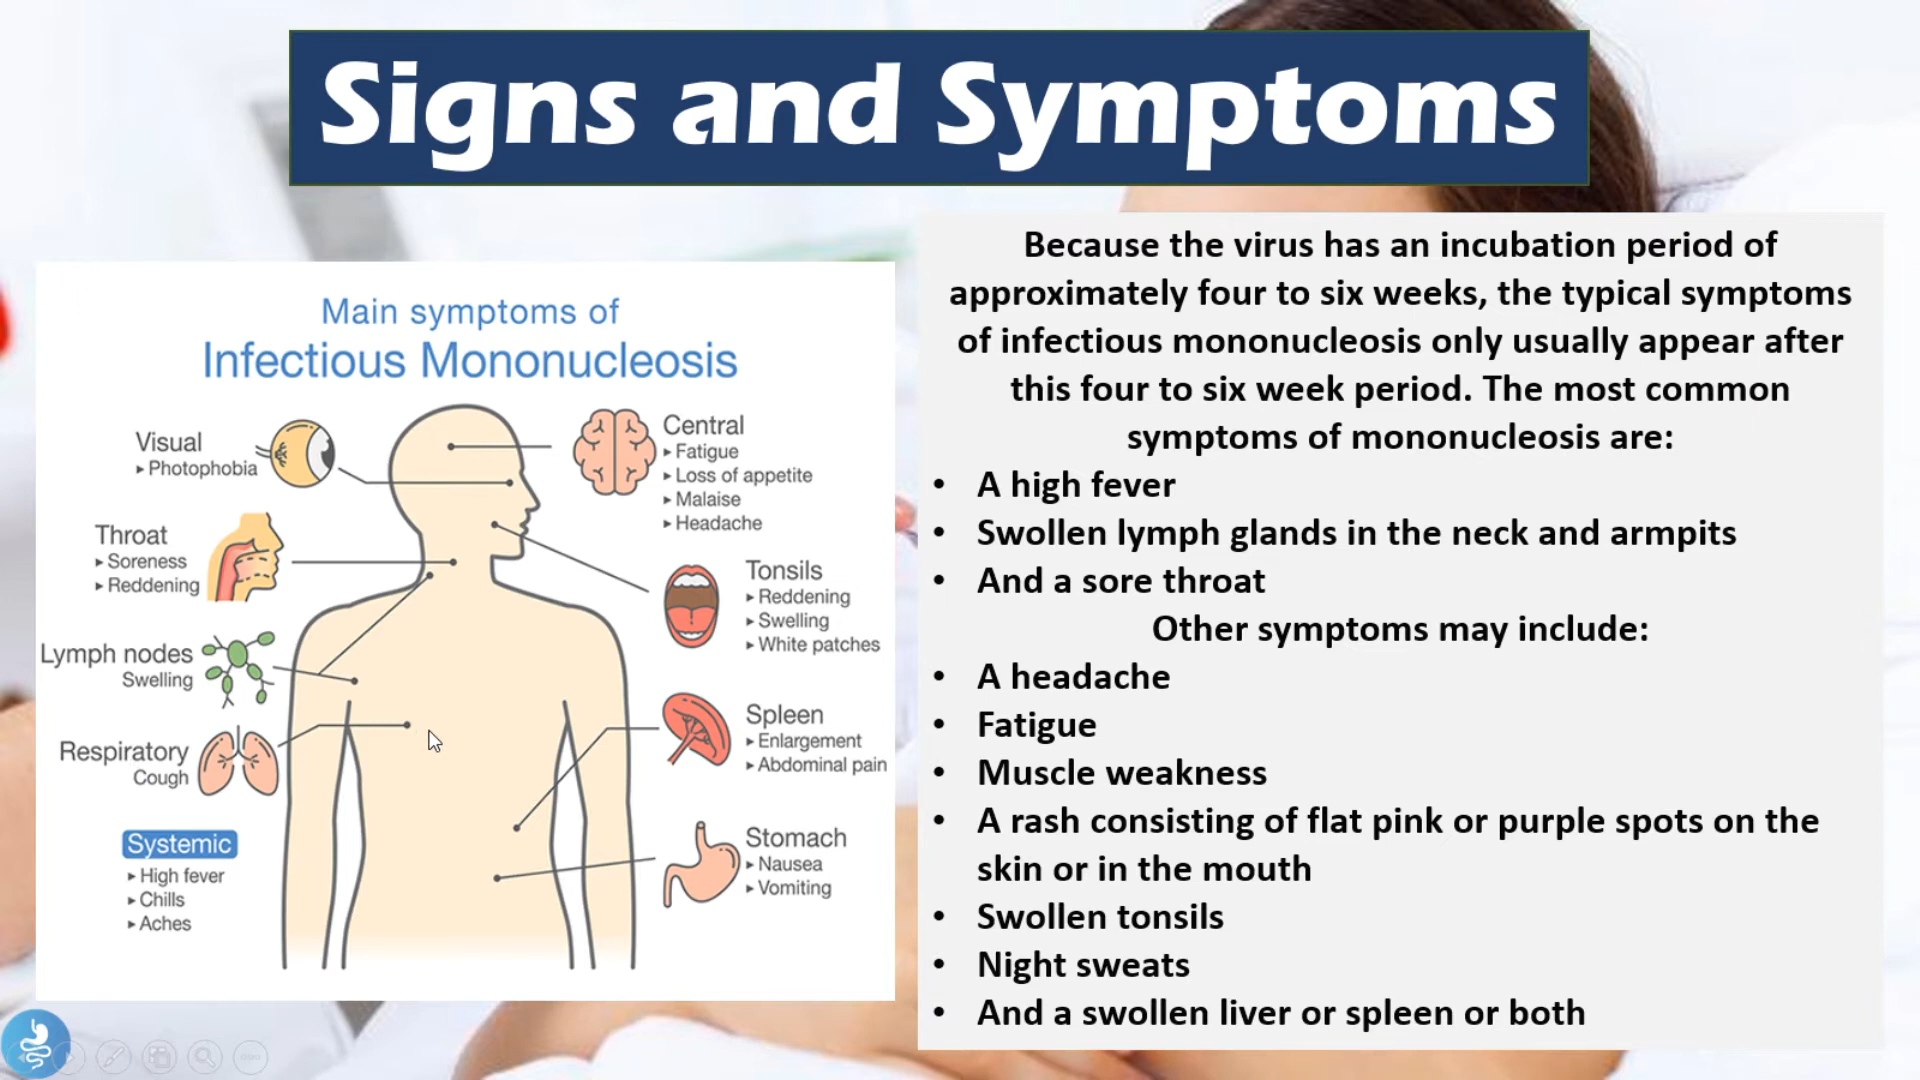 Signs and Symptoms
Main symptoms of
Infectious Mononucleosis
Visual
▸ Photophobia
Throat
▸ Soreness
▸ Reddening
Lymph nodes
Swelling
Respiratory
Cough
Systemic
▸ High fever
▸ Chills
▸ Aches
Central
▸ Fatigue
▸ Loss of appetite
▸ Malaise
▸ Headache
Tonsils
▸ Reddening
▸ Swelling
▸ White patches
Spleen
▸ Enlargement
▸ Abdominal pain
Stomach
▸ Nausea
▸ Vomiting
Because the virus has an incubation period of
approximately four to six weeks, the typical symptoms
of infectious mononucleosis only usually appear after
this four to six week period. The most common
symptoms of mononucleosis are:
• A high fever
• Swollen lymph glands in the neck and armpits
• And a sore throat
Other symptoms may include:
• A headache
• Fatigue
• Muscle weakness
• A rash consisting of flat pink or purple spots on the
skin or in the mouth
• Swollen tonsils
• Night sweats
• And a swollen liver or spleen or both